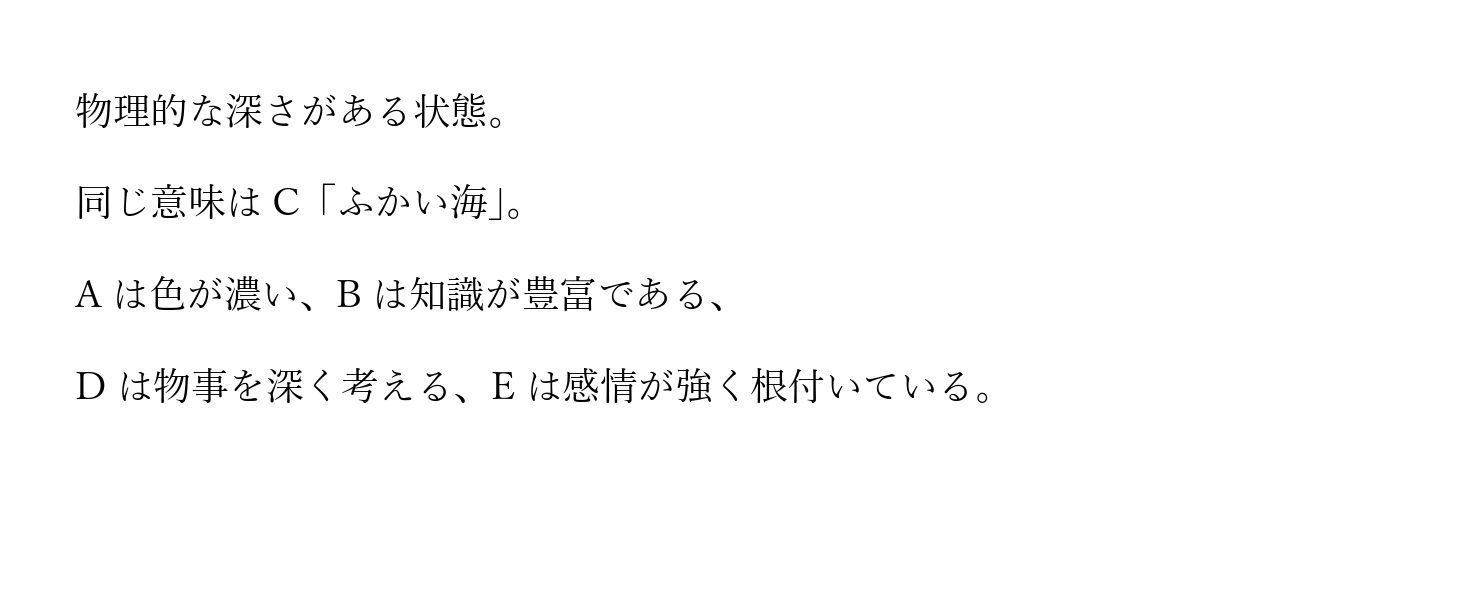 物理的な深さがある状態。
同じ意味は C「ふかい海」。
A は色が濃い、B は知識が豊富である、
D は物事を深く考える、E は感情が強く根付いている。